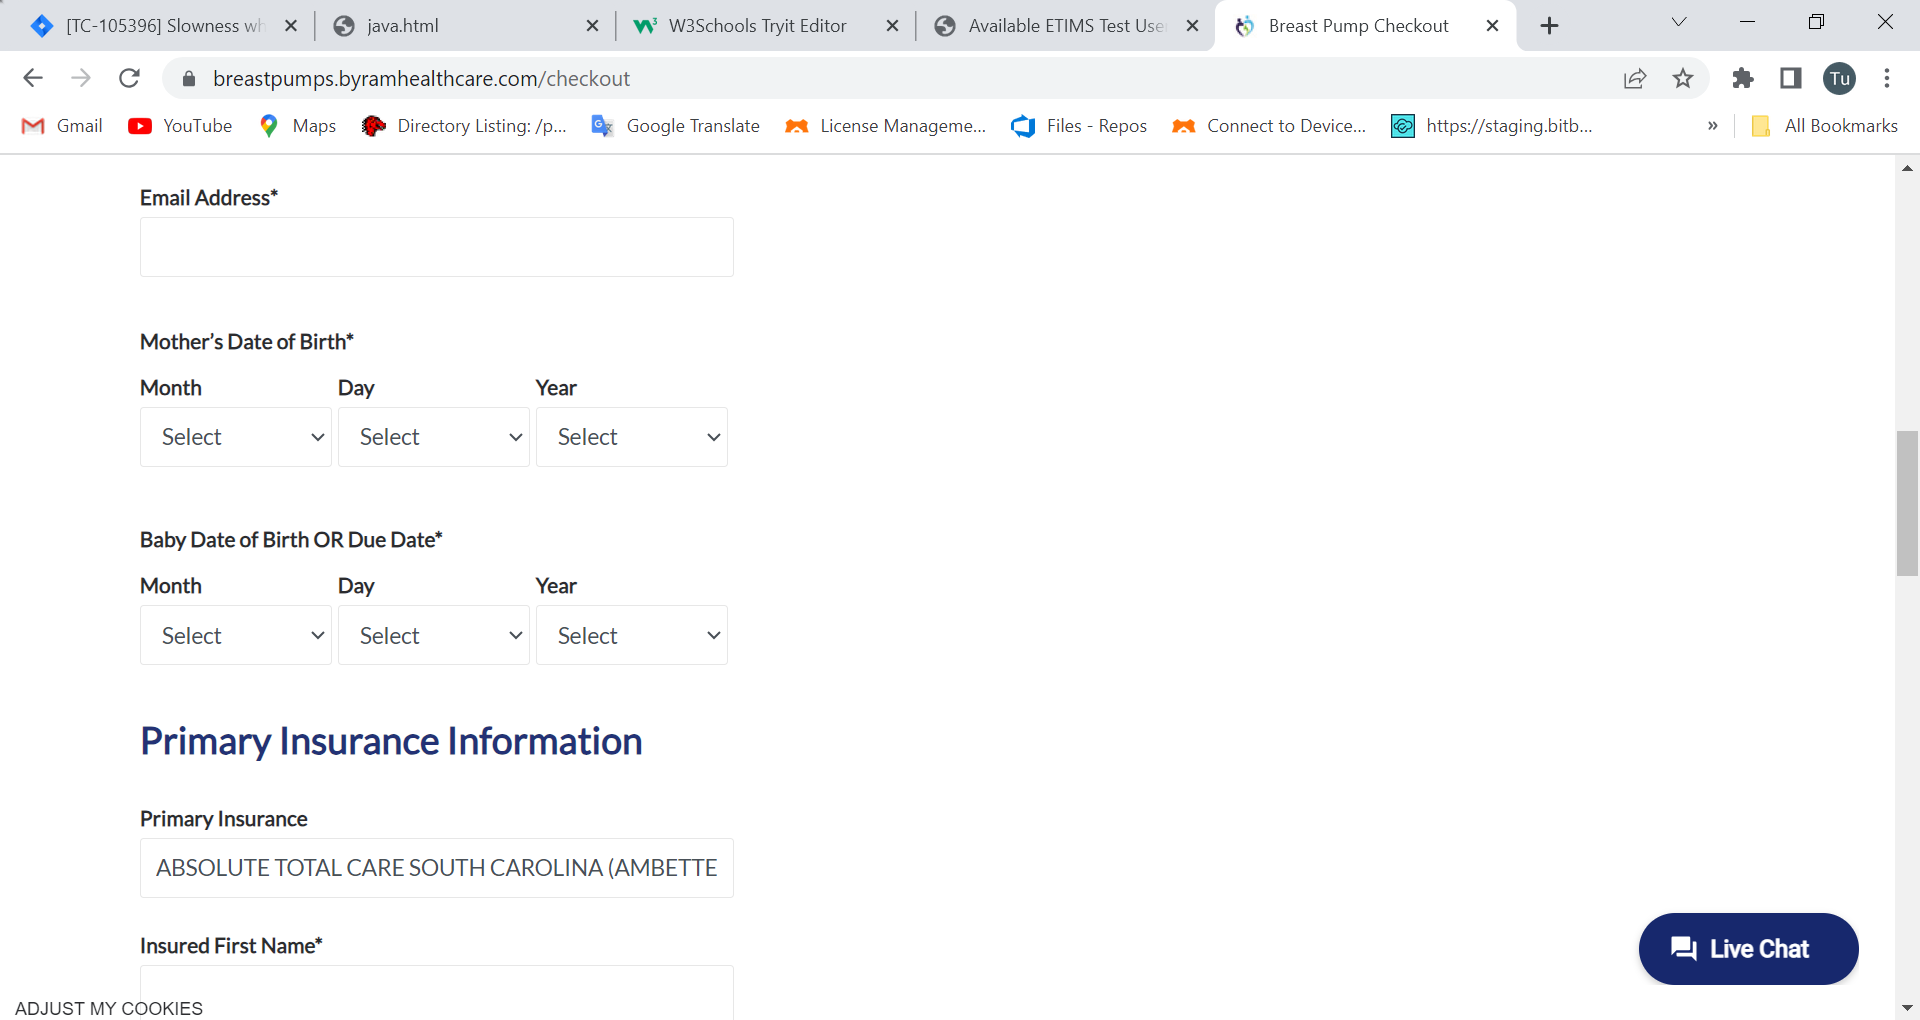 [TC-105396] Slowness wh
java.html
W3Schools Tryit Editor
Available ETIMS Test Use
Breast Pump Checkout
breastpumps.byramhealthcare.com/checkout
Tu
Gmail
YouTube
Maps
Directory Listing: /p...
Google Translate
License Manageme...
Files - Repos
Connect to Device...
https://staging.bitb...
»
All Bookmarks
Email Address*
Mother’s Date of Birth*
Month Day Year
Select Select Select
Baby Date of Birth OR Due Date*
Month Day Year
Select Select Select
Primary Insurance Information
Primary Insurance
ABSOLUTE TOTAL CARE SOUTH CAROLINA (AMBETTE
Insured First Name*
Live Chat
ADJUST MY COOKIES